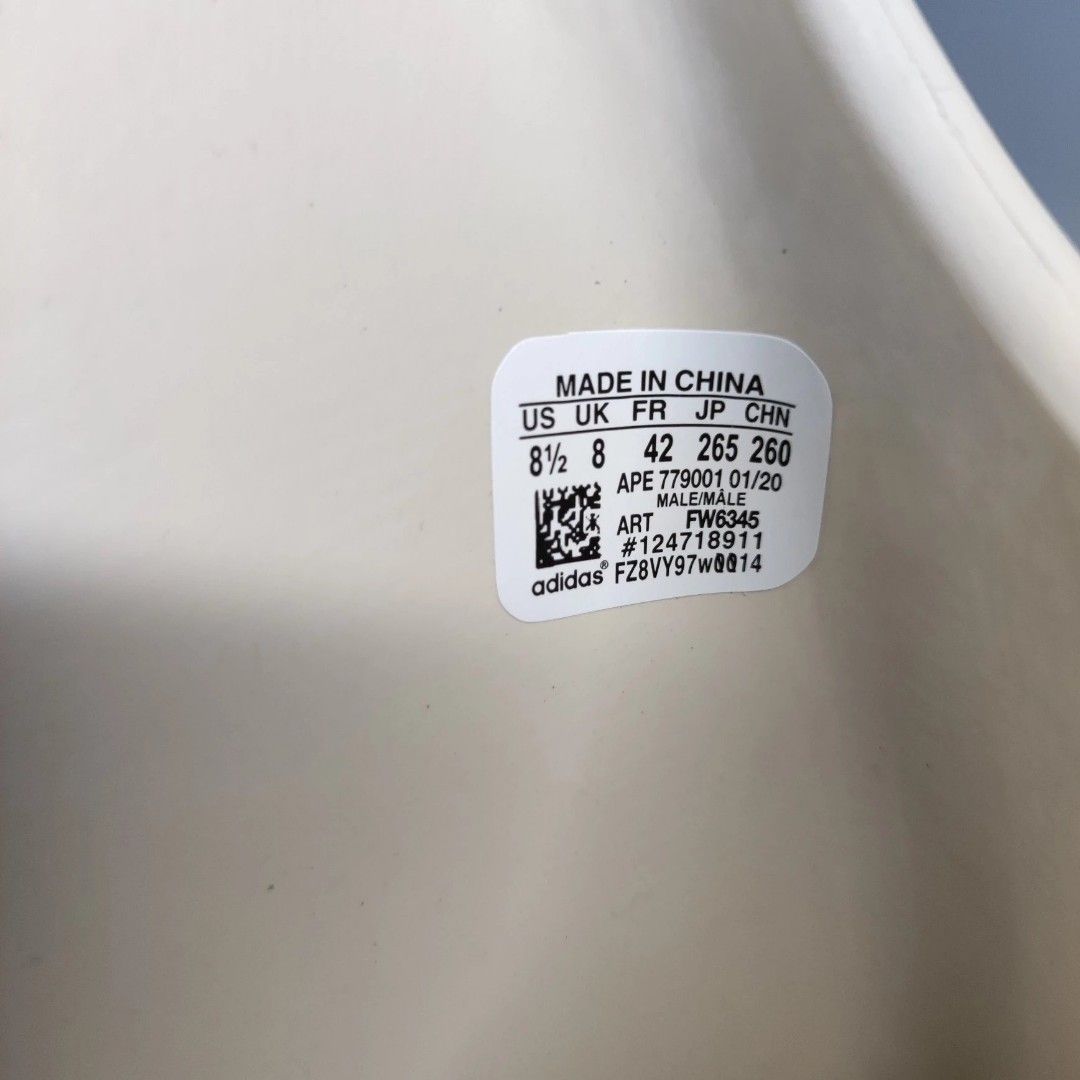 MADE IN CHINA
US UK FR JP CHN
8½ 8 42 265 260
APE 779001 01/20
MALE/MÂLE
ART FW6345
#124718911
adidas® FZ8VY97W0014